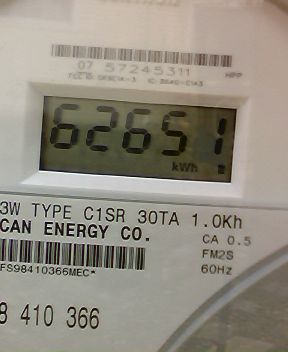 07 57245311
HPP
62651
kWh
3W TYPE C1SR 30TA 1.0Kh
CAN ENERGY CO.
CA 0.5
FM2S
60Hz
FS98410366MEC*
8 410 366